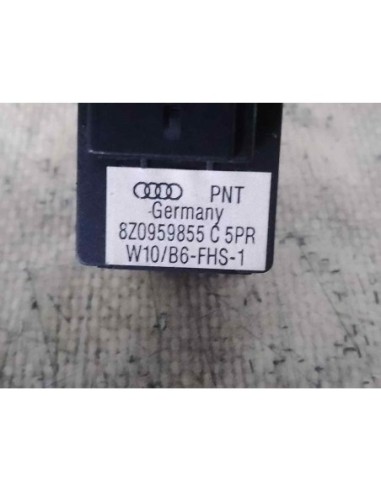 PNT
Germany
8Z0959855 C 5PR
W10/B6-FHS-1